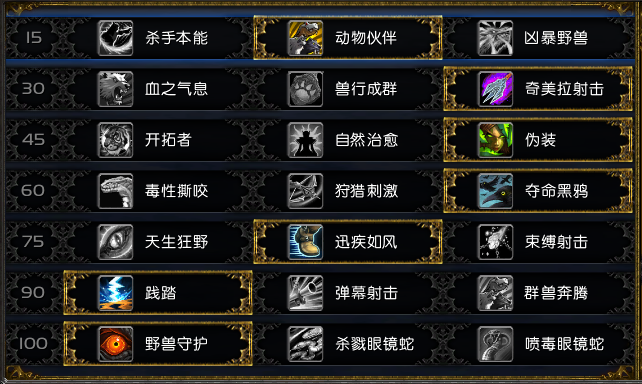 15 杀手本能 动物伙伴 凶暴野兽
30 血之气息 兽行成群 奇美拉射击
45 开拓者 自然治愈 伪装
60 毒性撕咬 狩猎刺激 夺命黑鸦
75 天生狂野 迅疾如风 束缚射击
90 践踏 弹幕射击 群兽奔腾
100 野兽守护 杀戮眼镜蛇 喷毒眼镜蛇